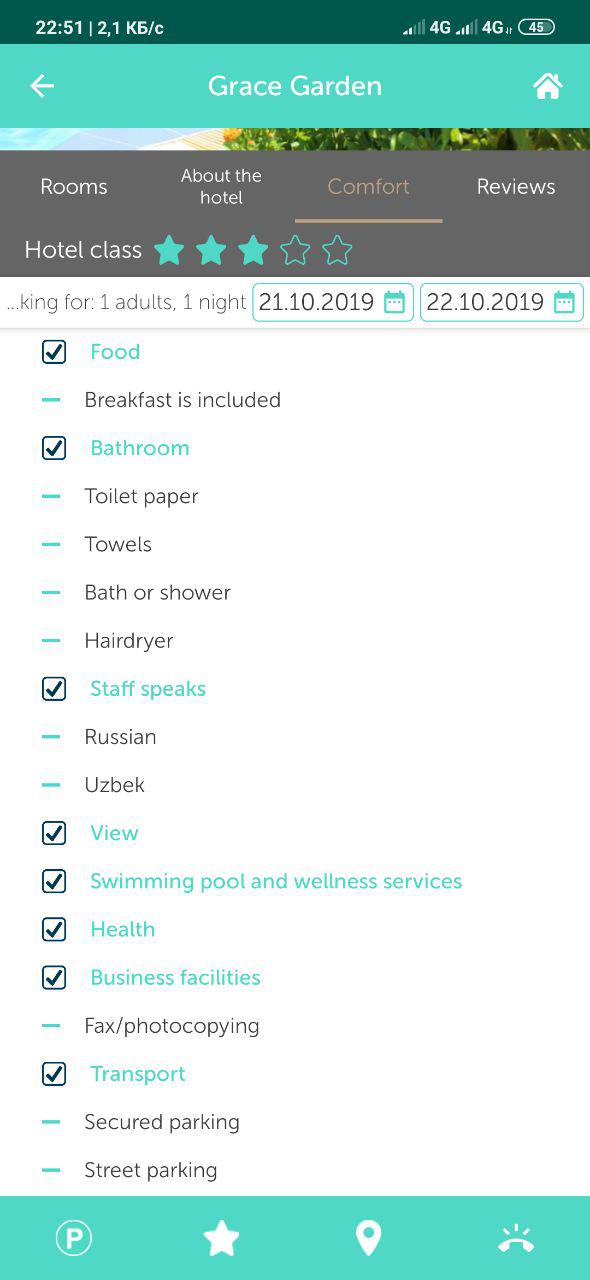 22:51 | 2,1 КБ/с 4G 4G 45
Grace Garden
Rooms
About the
hotel
Comfort
Reviews
Hotel class
...king for: 1 adults, 1 night 21.10.2019 22.10.2019
Food
Breakfast is included
Bathroom
Toilet paper
Towels
Bath or shower
Hairdryer
Staff speaks
Russian
Uzbek
View
Swimming pool and wellness services
Health
Business facilities
Fax/photocopying
Transport
Secured parking
Street parking
P